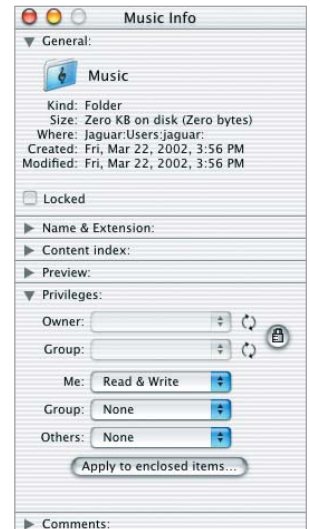 Music Info
General:
Music
Kind: Folder
Size: Zero KB on disk (Zero bytes)
Where: Jaguar:Users:jaguar:
Created: Fri, Mar 22, 2002, 3:56 PM
Modified: Fri, Mar 22, 2002, 3:56 PM
Locked
Name & Extension:
Content index:
Preview:
Privileges:
Owner:
Group:
Me: Read & Write
Group: None
Others: None
Apply to enclosed items...
Comments: